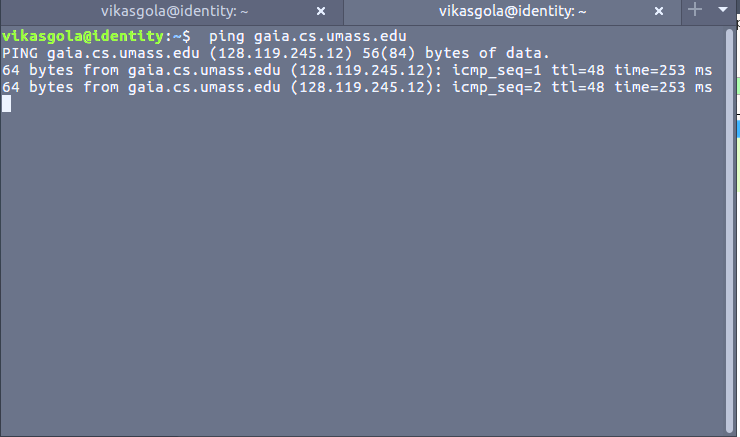 vikasgola@identity: ~ × vikasgola@identity: ~ ×
vikasgola@identity:~$  ping gaia.cs.umass.edu
PING gaia.cs.umass.edu (128.119.245.12) 56(84) bytes of data.
64 bytes from gaia.cs.umass.edu (128.119.245.12): icmp_seq=1 ttl=48 time=253 ms
64 bytes from gaia.cs.umass.edu (128.119.245.12): icmp_seq=2 ttl=48 time=253 ms